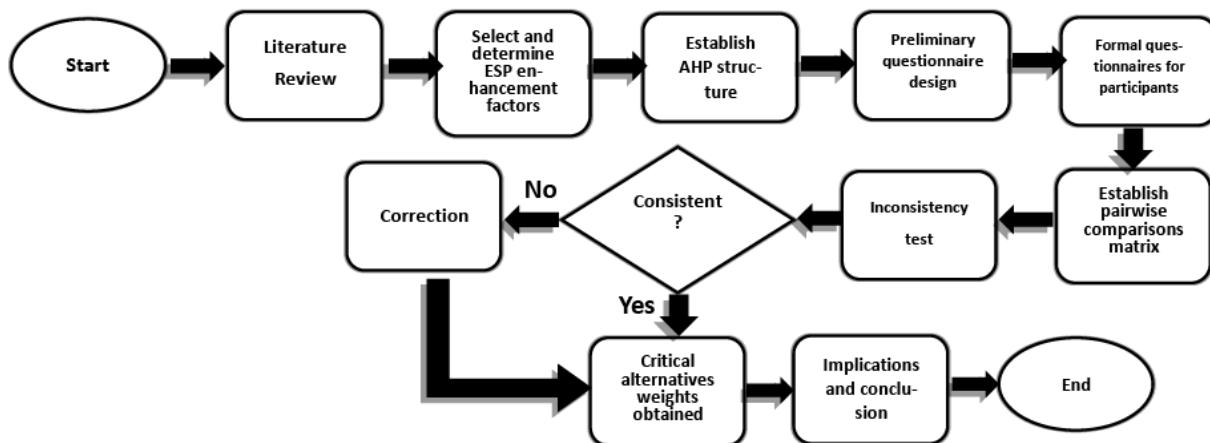 Start
Literature
Review
Select and
determine
ESP en-
hancement
factors
Establish
AHP struc-
ture
Preliminary
questionnaire
design
Formal ques-
tionnaires for
participants
Establish
pairwise
comparisons
matrix
Inconsistency
test
Consistent
?
No
Correction
Yes
Critical
alternatives
weights
obtained
Implications
and conclu-
sion
End